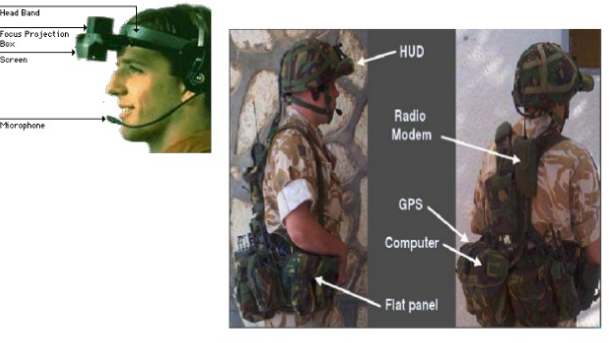 Head Band
Focus Projection
Box
Screen
Microphone
HUD
Radio
Modem
GPS
Computer
Flat panel